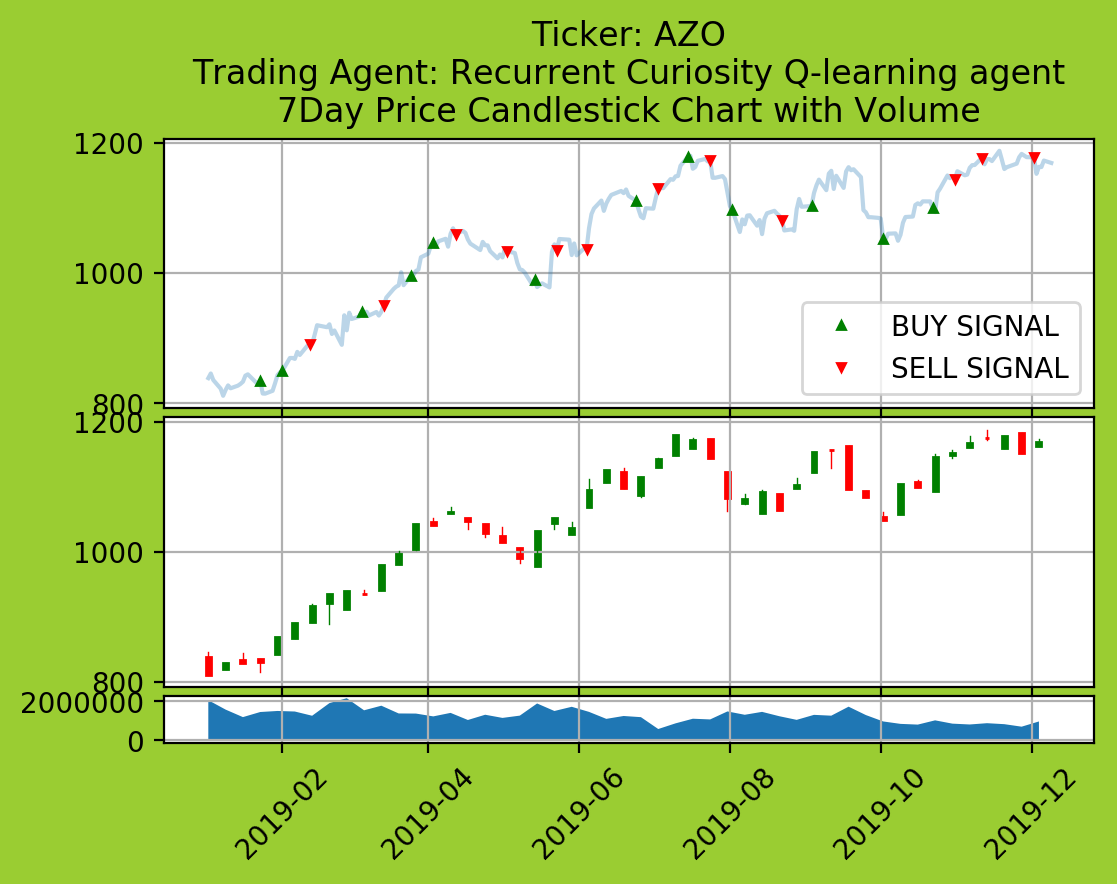 Ticker: AZO
Trading Agent: Recurrent Curiosity Q-learning agent
7Day Price Candlestick Chart with Volume
1200
1000
800
BUY SIGNAL
SELL SIGNAL
1200
1000
800
2000000
0
2019-02
2019-04
2019-06
2019-08
2019-10
2019-12